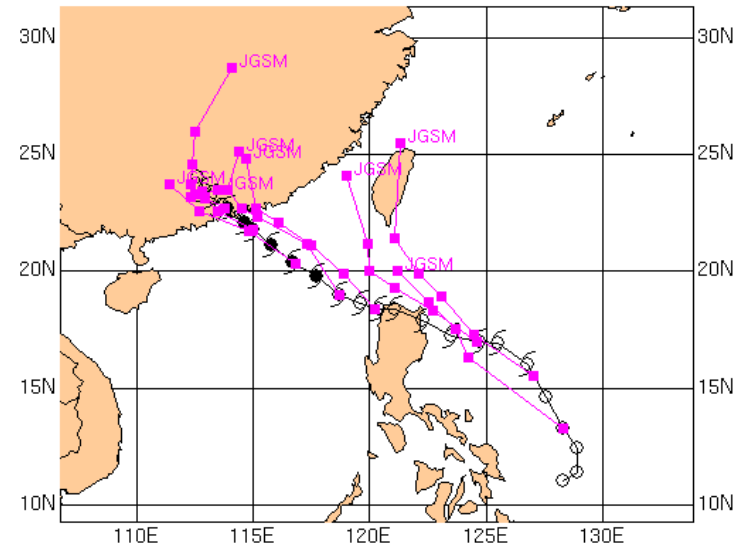 30N 30N
JGSM
25N JGSM 25N
JGSM JGSM
JGSM
JGSM JGSM
20N JGSM 20N
15N 15N
10N 10N
110E 115E 120E 125E 130E